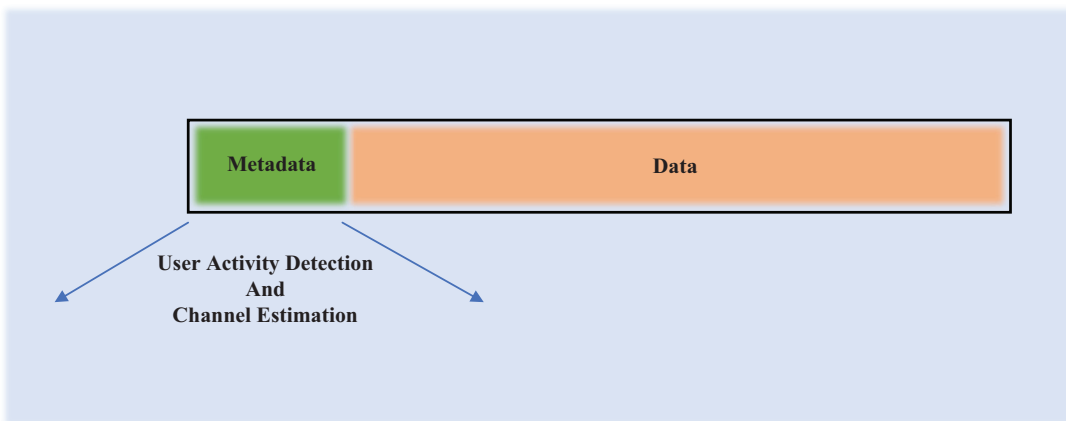 Metadata
Data
User Activity Detection
And
Channel Estimation